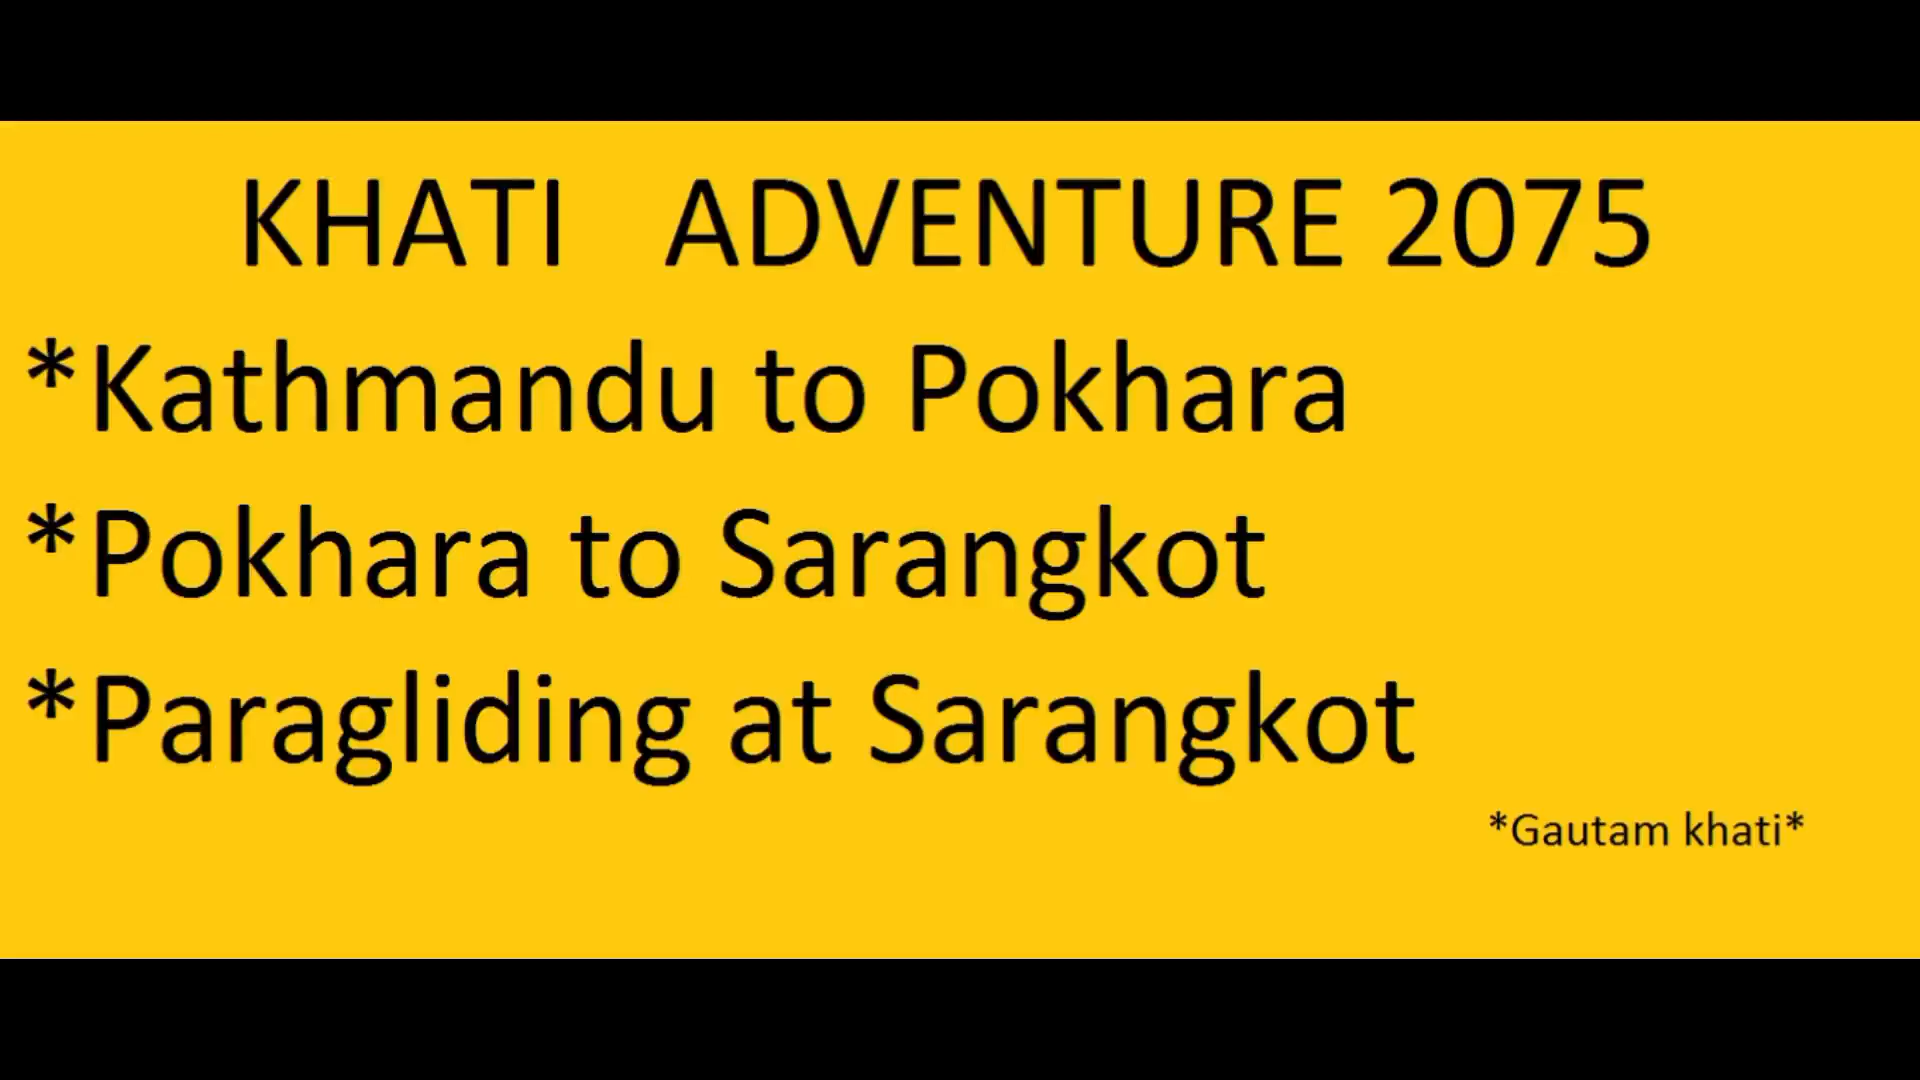 KHATI ADVENTURE 2075
*Kathmandu to Pokhara
*Pokhara to Sarangkot
*Paragliding at Sarangkot
*Gautam khati*